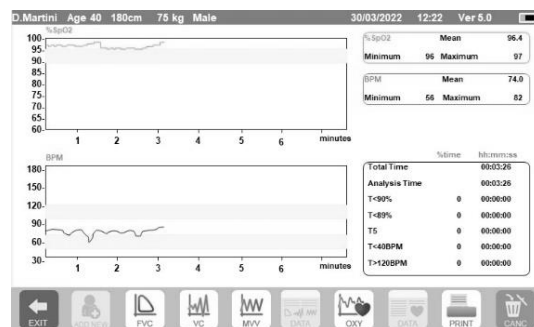 D.Martini Age 40 180cm 75 kg Male 30/03/2022 12:22 Ver 5.0
%SpO2
100
95
90
85
80
75
70
65
60
1 2 3 4 5 6 minutes
%SpO2 Mean 96.4
Minimum 96 Maximum 97
BPM Mean 74.0
Minimum 56 Maximum 82
BPM
180
150
120
90
60
30
1 2 3 4 5 6 minutes
%time hh:mm:ss
Total Time 00:03:26
Analysis Time 00:03:26
T<90% 0 00:00:00
T<89% 0 00:00:00
T5 0 00:00:00
T<40BPM 0 00:00:00
T>120BPM 0 00:00:00
EXIT ADD NEW FVC VC MVV DATA OXY DATA PRINT CANC